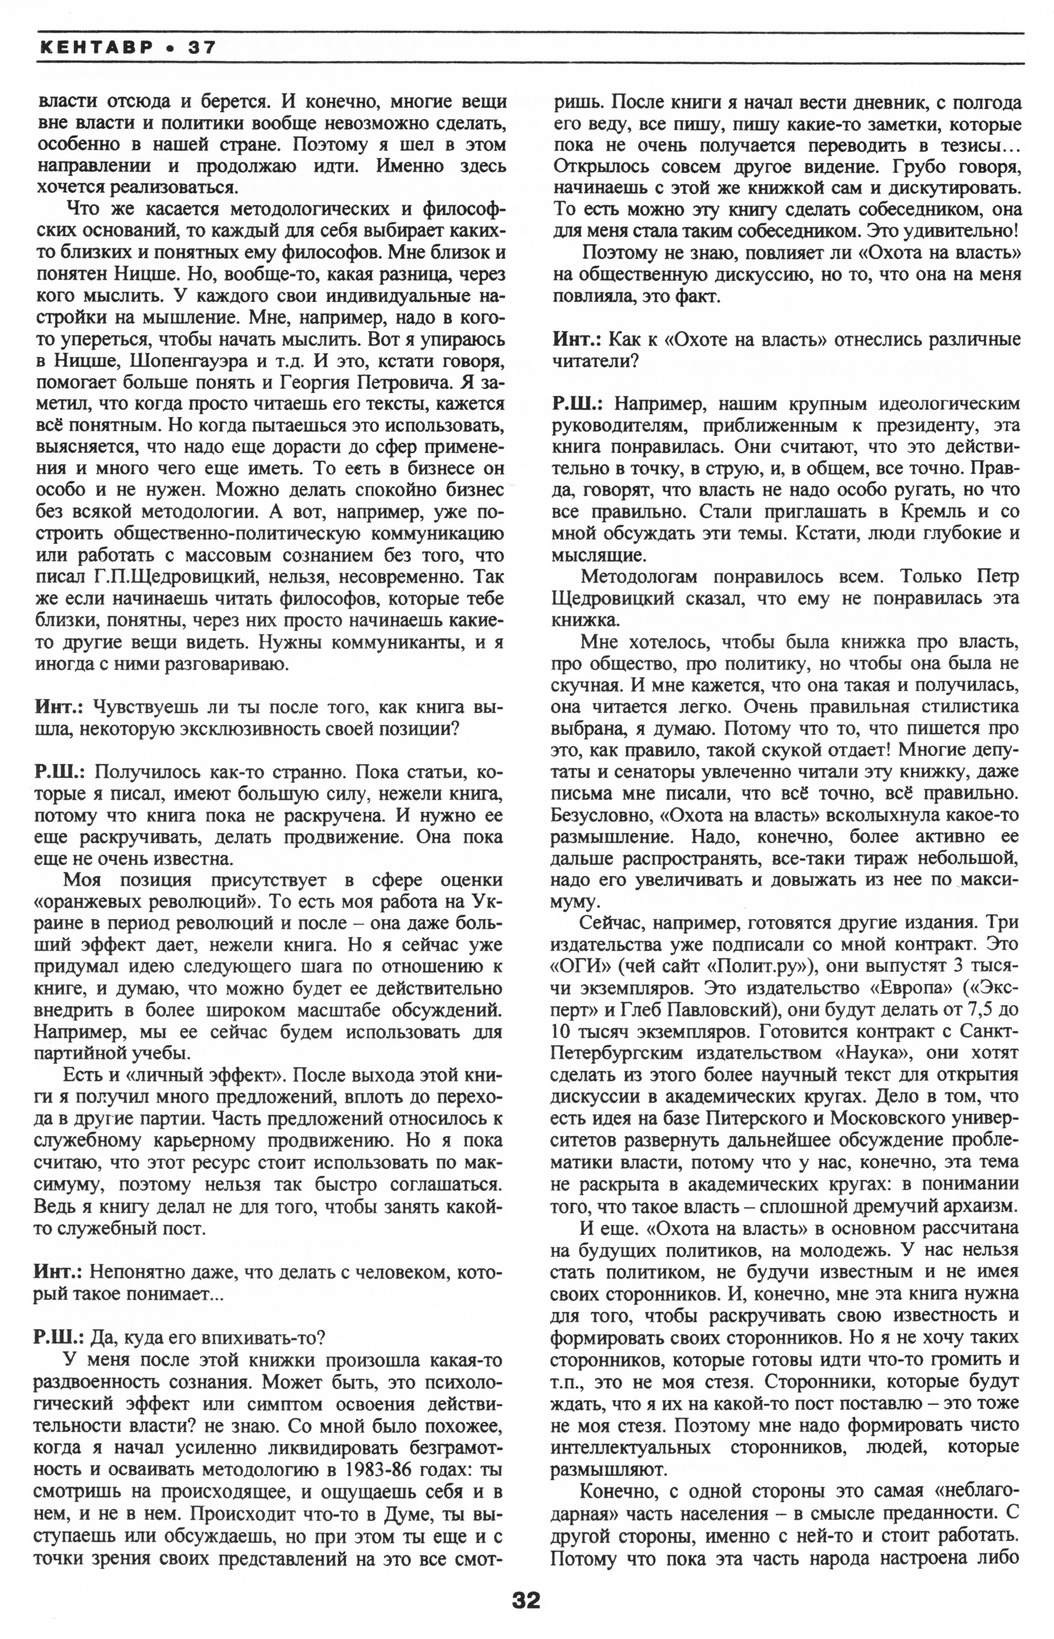 КЕНТАВР • 37
власти отсюда и берется. И конечно, многие вещи
вне власти и политики вообще невозможно сделать,
особенно в нашей стране. Поэтому я шел в этом
направлении и продолжаю идти. Именно здесь
хочется реализоваться.
Что же касается методологических и философ-
ских оснований, то каждый для себя выбирает каких-
то близких и понятных ему философов. Мне близок и
понятен Ницше. Но, вообще-то, какая разница, через
кого мыслить. У каждого свои индивидуальные на-
стройки на мышление. Мне, например, надо в кого-
то упереться, чтобы начать мыслить. Вот я упираюсь
в Ницше, Шопенгауэра и т.д. И это, кстати говоря,
помогает больше понять и Георгия Петровича. Я за-
метил, что когда просто читаешь его тексты, кажется
всё понятным. Но когда пытаешься это использовать,
выясняется, что надо еще дорасти до сфер примене-
ния и много чего еще иметь. То есть в бизнесе он
особо и не нужен. Можно делать спокойно бизнес
без всякой методологии. А вот, например, уже по-
строить общественно-политическую коммуникацию
или работать с массовым сознанием без того, что
писал Г.П.Щедровицкий, нельзя, несовременно. Так
же если начинаешь читать философов, которые тебе
близки, понятны, через них просто начинаешь какие-
то другие вещи видеть. Нужны коммуниканты, и я
иногда с ними разговариваю.
Инт.: Чувствуешь ли ты после того, как книга вы-
шла, некоторую эксклюзивность своей позиции?
Р.Ш.: Получилось как-то странно. Пока статьи, ко-
торые я писал, имеют большую силу, нежели книга,
потому что книга пока не раскручена. И нужно ее
еще раскручивать, делать продвижение. Она пока
еще не очень известна.
Моя позиция присутствует в сфере оценки
«оранжевых революций». То есть моя работа на Ук-
раине в период революций и после – она даже боль-
ший эффект дает, нежели книга. Но я сейчас уже
придумал идею следующего шага по отношению к
книге, и думаю, что можно будет ее действительно
внедрить в более широком масштабе обсуждений.
Например, мы ее сейчас будем использовать для
партийной учебы.
Есть и «личный эффект». После выхода этой кни-
ги я получил много предложений, вплоть до перехо-
да в другие партии. Часть предложений относилось к
служебному карьерному продвижению. Но я пока
считаю, что этот ресурс стоит использовать по мак-
симуму, поэтому нельзя так быстро соглашаться.
Ведь я книгу делал не для того, чтобы занять какой-
то служебный пост.
Инт.: Непонятно даже, что делать с человеком, кото-
рый такое понимает...
Р.Ш.: Да, куда его впихивать-то?
У меня после этой книжки произошла какая-то
раздвоенность сознания. Может быть, это психоло-
гический эффект или симптом освоения действи-
тельности власти? не знаю. Со мной было похожее,
когда я начал усиленно ликвидировать безграмот-
ность и осваивать методологию в 1983-86 годах: ты
смотришь на происходящее, и ощущаешь себя и в
нем, и не в нем. Происходит что-то в Думе, ты вы-
ступаешь или обсуждаешь, но при этом ты еще и с
точки зрения своих представлений на это все смот-
ришь. После книги я начал вести дневник, с полгода
его веду, все пишу, пишу какие-то заметки, которые
пока не очень получается переводить в тезисы...
Открылось совсем другое видение. Грубо говоря,
начинаешь с этой же книжкой сам и дискутировать.
То есть можно эту книгу сделать собеседником, она
для меня стала таким собеседником. Это удивительно!
Поэтому не знаю, повлияет ли «Охота на власть»
на общественную дискуссию, но то, что она на меня
повлияла, это факт.
Инт.: Как к «Охоте на власть» отнеслись различные
читатели?
Р.Ш.: Например, нашим крупным идеологическим
руководителям, приближенным к президенту, эта
книга понравилась. Они считают, что это действи-
тельно в точку, в струю, и, в общем, все точно. Прав-
да, говорят, что власть не надо особо ругать, но что
все правильно. Стали приглашать в Кремль и со
мной обсуждать эти темы. Кстати, люди глубокие и
мыслящие.
Методологам понравилось всем. Только Петр
Щедровицкий сказал, что ему не понравилась эта
книжка.
Мне хотелось, чтобы была книжка про власть,
про общество, про политику, но чтобы она была не
скучная. И мне кажется, что она такая и получилась,
она читается легко. Очень правильная стилистика
выбрана, я думаю. Потому что то, что пишется про
это, как правило, такой скукой отдает! Многие депу-
таты и сенаторы увлеченно читали эту книжку, даже
письма мне писали, что всё точно, всё правильно.
Безусловно, «Охота на власть» всколыхнула какое-то
размышление. Надо, конечно, более активно ее
дальше распространять, все-таки тираж небольшой,
надо его увеличивать и довыжать из нее по макси-
муму.
Сейчас, например, готовятся другие издания. Три
издательства уже подписали со мной контракт. Это
«ОГИ» (чей сайт «Полит.ру»), они выпустят 3 тыся-
чи экземпляров. Это издательство «Европа» («Экс-
перт» и Глеб Павловский), они будут делать от 7,5 до
10 тысяч экземпляров. Готовится контракт с Санкт-
Петербургским издательством «Наука», они хотят
сделать из этого более научный текст для открытия
дискуссии в академических кругах. Дело в том, что
есть идея на базе Питерского и Московского универ-
ситетов развернуть дальнейшее обсуждение пробле-
матики власти, потому что у нас, конечно, эта тема
не раскрыта в академических кругах: в понимании
того, что такое власть – сплошной дремучий архаизм.
И еще. «Охота на власть» в основном рассчитана
на будущих политиков, на молодежь. У нас нельзя
стать политиком, не будучи известным и не имея
своих сторонников. И, конечно, мне эта книга нужна
для того, чтобы раскручивать свою известность и
формировать своих сторонников. Но я не хочу таких
сторонников, которые готовы идти что-то громить и
т.п., это не моя стезя. Сторонники, которые будут
ждать, что я их на какой-то пост поставлю – это тоже
не моя стезя. Поэтому мне надо формировать чисто
интеллектуальных сторонников, людей, которые
размышляют.
Конечно, с одной стороны это самая «неблаго-
дарная» часть населения – в смысле преданности. С
другой стороны, именно с ней-то и стоит работать.
Потому что пока эта часть народа настроена либо
32